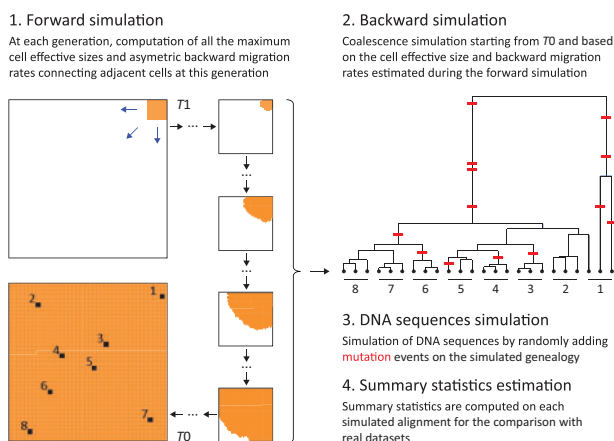 1. Forward simulation
At each generation, computation of all the maximum
cell effective sizes and asymetric backward migration
rates connecting adjacent cells at this generation
T1
...
...
...
...
1
2
3
4
5
6
7
8
...
T0
2. Backward simulation
Coalescence simulation starting from T0 and based
on the cell effective size and backward migration
rates estimated during the forward simulation
8 7 6 5 4 3 2 1
3. DNA sequences simulation
Simulation of DNA sequences by randomly adding
mutation events on the simulated genealogy
4. Summary statistics estimation
Summary statistics are computed on each
simulated alignment for the comparison with
real datasets